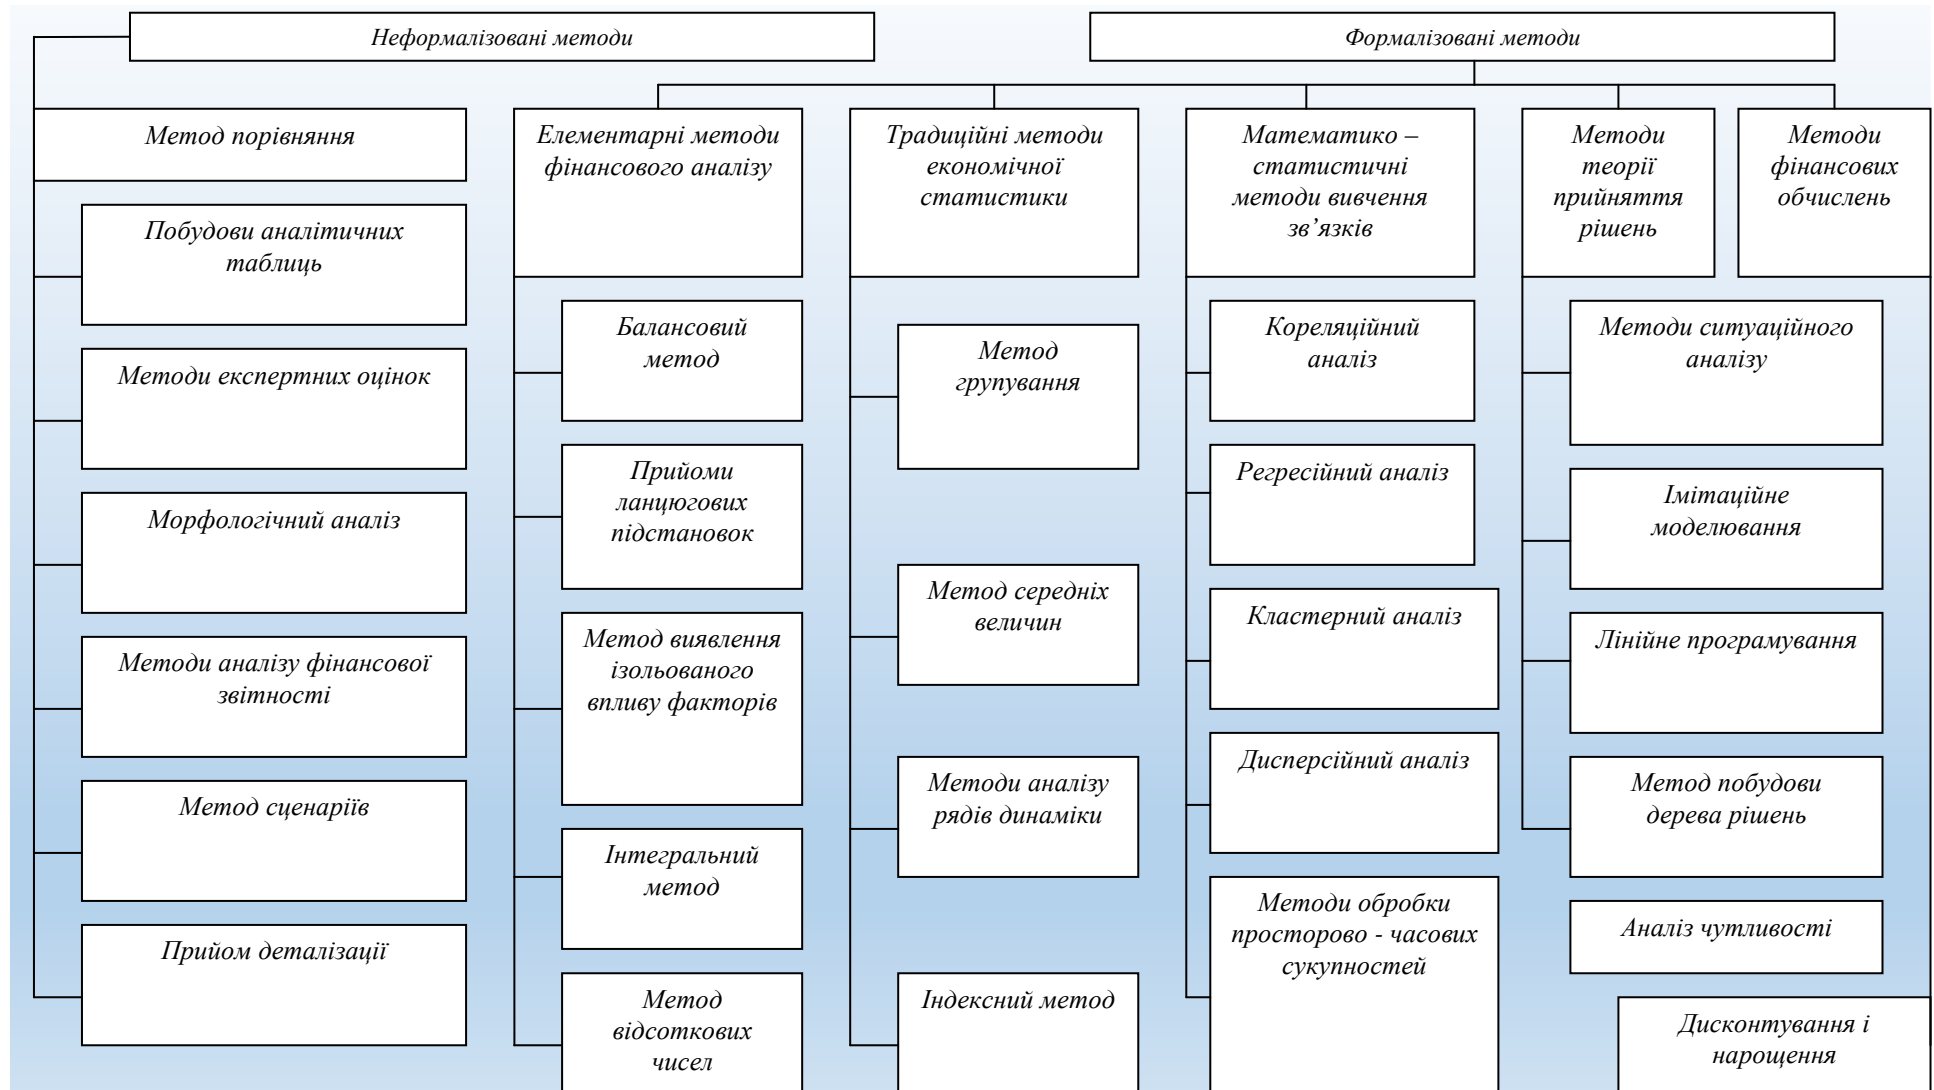 Неформалізовані методи
Формалізовані методи
Метод порівняння
Побудови аналітичних
таблиць
Методи експертних оцінок
Морфологічний аналіз
Методи аналізу фінансової
звітності
Метод сценаріїв
Прийом деталізації
Елементарні методи
фінансового аналізу
Балансовий
метод
Прийоми
ланцюгових
підстановок
Метод виявлення
ізольованого
впливу факторів
Інтегральний
метод
Метод
відсоткових
чисел
Традиційні методи
економічної
статистики
Метод
групування
Метод середніх
величин
Методи аналізу
рядів динаміки
Індексний метод
Математико –
статистичні
методи вивчення
зв’язків
Кореляційний
аналіз
Регресійний аналіз
Кластерний аналіз
Дисперсійний аналіз
Методи обробки
просторово - часових
сукупностей
Методи
теорії
прийняття
рішень
Методи ситуаційного
аналізу
Імітаційне
моделювання
Лінійне програмування
Метод побудови
дерева рішень
Аналіз чутливості
Методи
фінансових
обчислень
Дисконтування і
нарощення